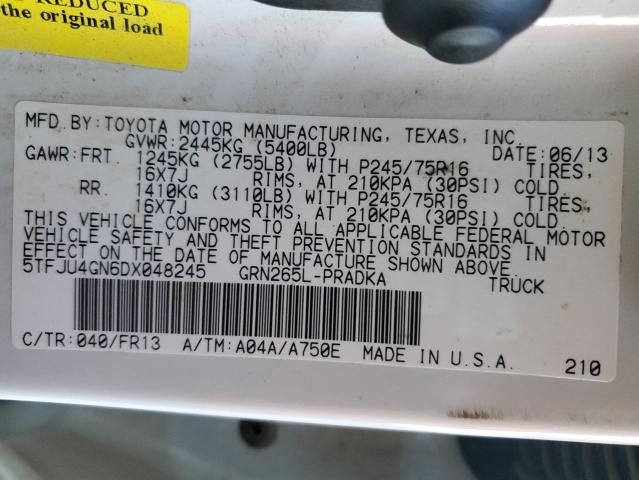 REDUCED
the original load
MFD BY: TOYOTA MOTOR MANUFACTURING, TEXAS, INC.
GVWR: 2445KG (5400LB) DATE: 06/13
GAWR: FRT. 1245KG (2755LB) WITH P245/75R16 TIRES,
16X7J RIMS, AT 210KPA (30PSI) COLD.
RR. 1410KG (3110LB) WITH P245/75R16 TIRES,
16X7J RIMS, AT 210KPA (30PSI) COLD.
THIS VEHICLE CONFORMS TO ALL APPLICABLE FEDERAL MOTOR
VEHICLE SAFETY AND THEFT PREVENTION STANDARDS IN
EFFECT ON THE DATE OF MANUFACTURE SHOWN ABOVE.
5TFJU4GN6DX048245 GRN265L-PRADKA TRUCK
C/TR: 040/FR13 A/TM: A04A/A750E MADE IN U.S.A. 210